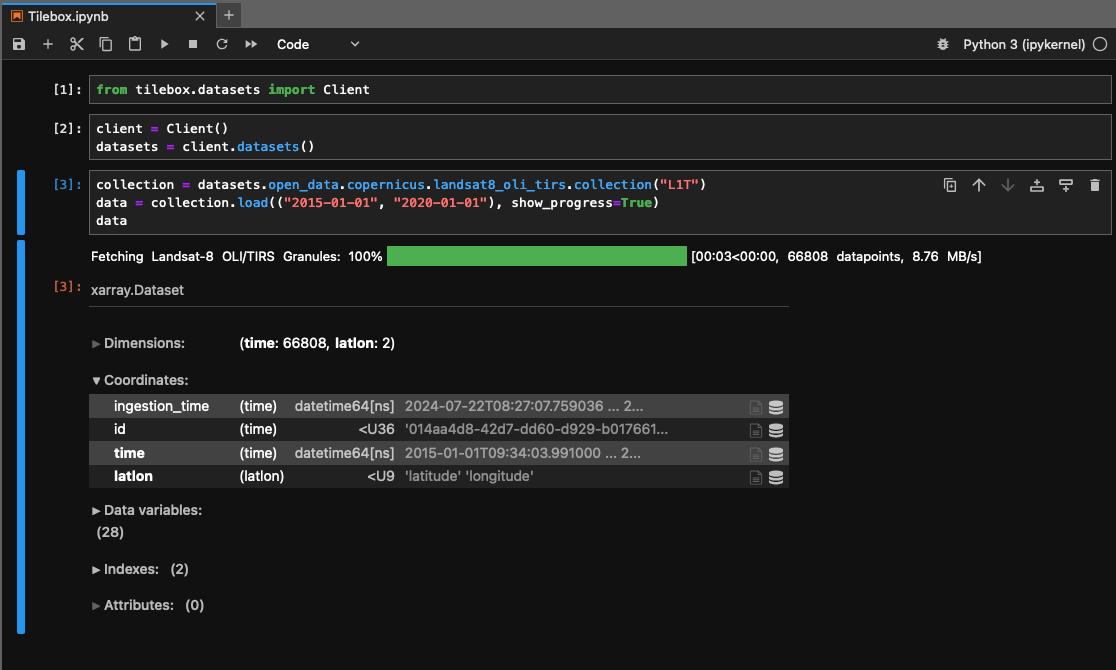 Tilebox.ipynb
Code
Python 3 (ipykernel)
[1]: from tilebox.datasets import Client
[2]: client = Client()
datasets = client.datasets()
[3]: collection = datasets.open_data.copernicus.landsat8_oli_tirs.collection("L1T")
data = collection.load(("2015-01-01", "2020-01-01"), show_progress=True)
data
Fetching Landsat-8 OLI/TIRS Granules: 100% [00:03<00:00, 66808 datapoints, 8.76 MB/s]
[3]: xarray.Dataset
► Dimensions: (time: 66808, latlon: 2)
▼ Coordinates:
ingestion_time (time) datetime64[ns] 2024-07-22T08:27:07.759036 ... 2...
id (time) <U36 '014aa4d8-42d7-dd60-d929-b017661...
time (time) datetime64[ns] 2015-01-01T09:34:03.991000 ... 2...
latlon (latlon) <U9 'latitude' 'longitude'
► Data variables:
(28)
► Indexes: (2)
► Attributes: (0)